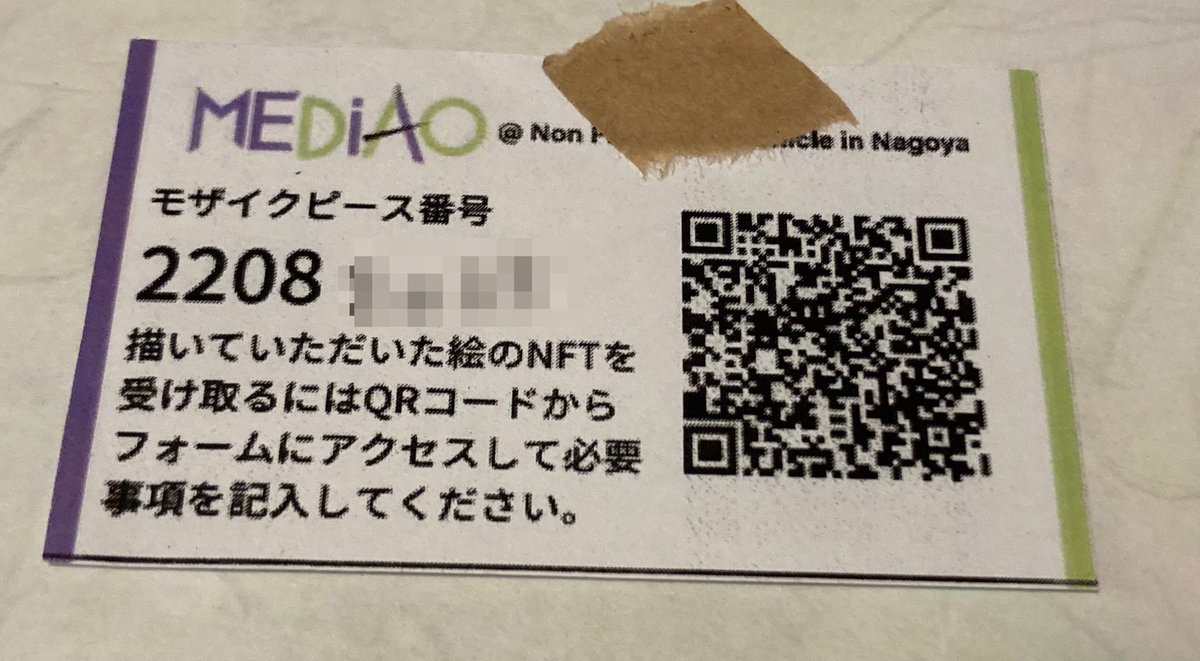 MEDiAO @ Non in Nagoya
モザイクピース番号
2208
描いていただいた絵のNFTを
受け取るにはQRコードから
フォームにアクセスして必要
事項を記入してください。